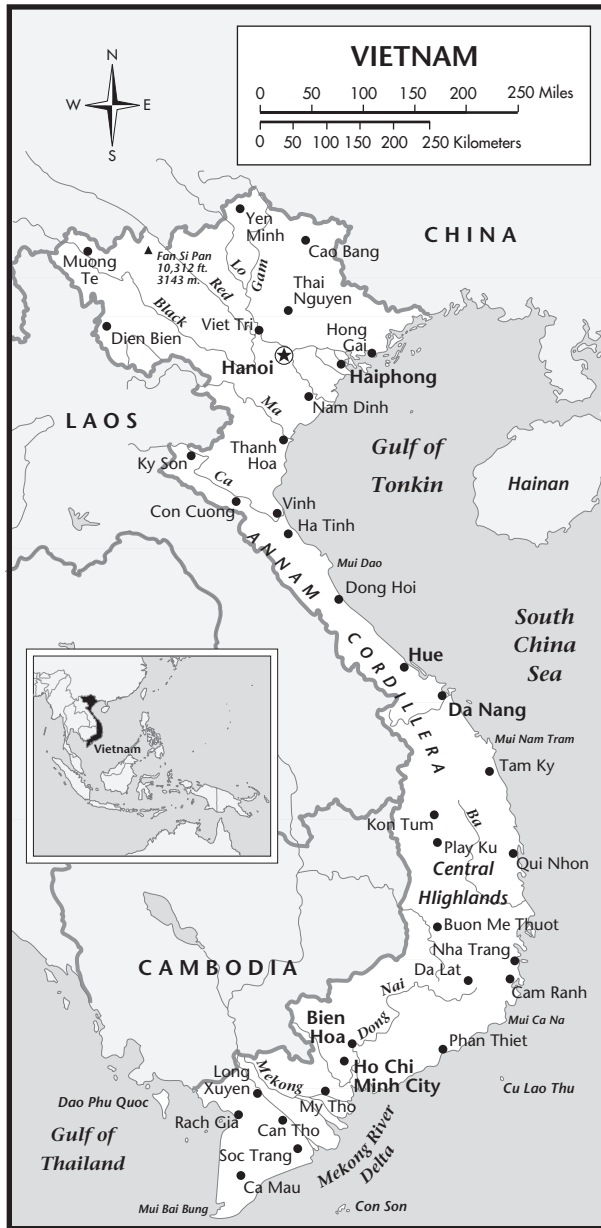 VIETNAM
0 50 100 150 200 250 Miles
0 50 100 150 200 250 Kilometers
N
W E
S
CHINA
Yen
Minh
Cao Bang
Muong
Te
Fan Si Pan
10,312 ft.
3143 m.
Lo
Gam
Red
Black
Thai
Nguyen
Viet Tri
Dien Bien
Hong
Gai
Hanoi
Haiphong
Nam Dinh
Ma
LAOS
Thanh
Hoa
Gulf of
Tonkin
Hainan
Ky Son
Ca
Con Cuong
Vinh
Ha Tinh
ANNAM CORDILLERA
Mui Dao
Dong Hoi
South
China
Sea
Hue
Da Nang
Mui Nam Tram
Tam Ky
Vietnam
Kon Tum
Ba
Play Ku
Qui Nhon
Central
Hlighlands
Buon Me Thuot
Nha Trang
Da Lat
Cam Ranh
CAMBODIA
Dong Nai
Mui Ca Na
Bien
Hoa
Phan Thiet
Ho Chi
Minh City
Cu Lao Thu
Long
Xuyen
Mekong
My Tho
Dao Phu Quoc
Rach Gia
Can Tho
Gulf of
Thailand
Soc Trang
Mekong River
Delta
Ca Mau
Mui Bai Bung
Con Son